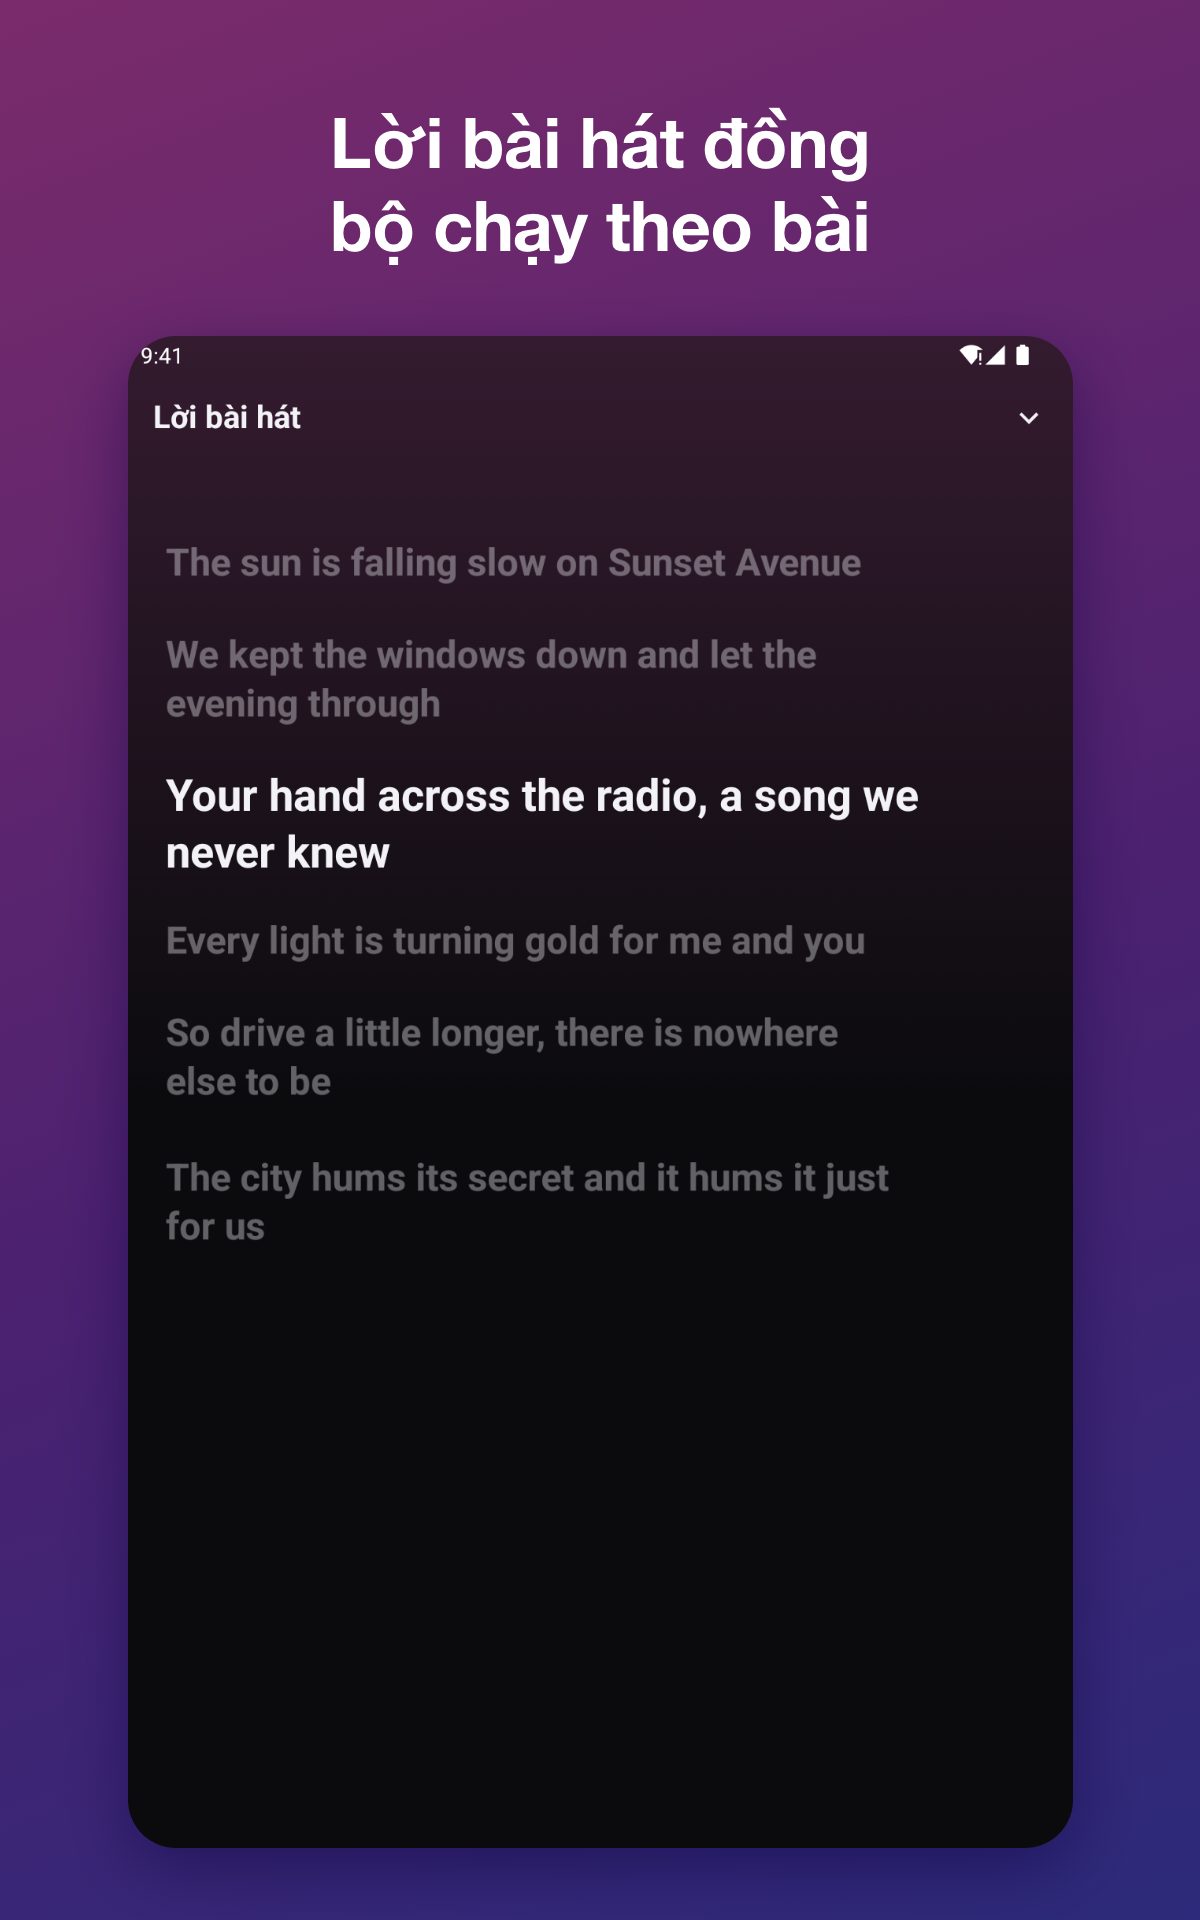 Lời bài hát đồng
bộ chạy theo bài
9:41
Lời bài hát
The sun is falling slow on Sunset Avenue
We kept the windows down and let the
evening through
Your hand across the radio, a song we
never knew
Every light is turning gold for me and you
So drive a little longer, there is nowhere
else to be
The city hums its secret and it hums it just
for us